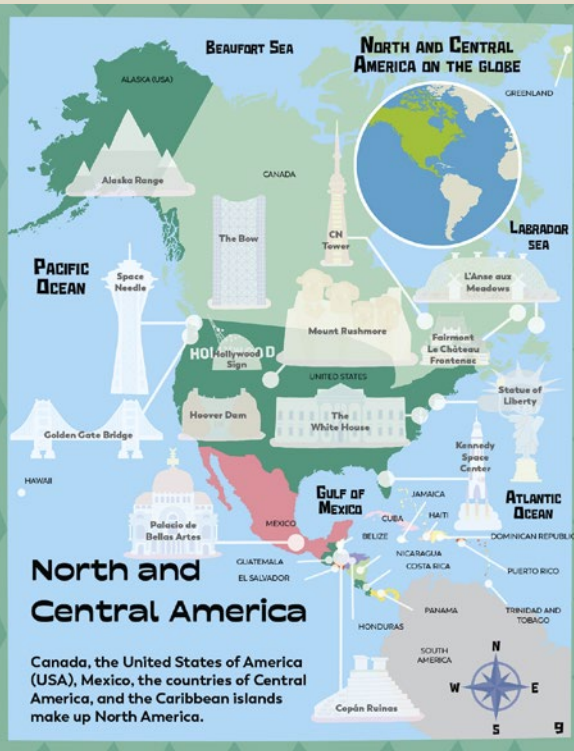 BEAUFORT SEA
NORTH AND CENTRAL
AMERICA ON THE GLOBE
ALASKA (USA)
GREENLAND
Alaska Range
CANADA
The Bow
CN
Tower
LABRADOR
SEA
PACIFIC
OCEAN
Space
Needle
L'Anse aux
Meadows
Mount Rushmore
Fairmont
Le Château
Frontenac
HOLLYWOOD
Hollywood
Sign
UNITED STATES
Statue of
Liberty
Hoover Dam
The
White House
Golden Gate Bridge
Kennedy
Space
Center
HAWAII
GULF OF
MEXICO
JAMAICA
ATLANTIC
OCEAN
Palacio de
Bellas Artes
MEXICO
CUBA
HAITI
BELIZE
DOMINICAN REPUBLIC
NICARAGUA
GUATEMALA
COSTA RICA
EL SALVADOR
PUERTO RICO
North and
Central America
PANAMA
TRINIDAD AND
TOBAGO
HONDURAS
SOUTH
AMERICA
Canada, the United States of America
(USA), Mexico, the countries of Central
America, and the Caribbean islands
make up North America.
Copán Ruinas
N
W
E
S
9